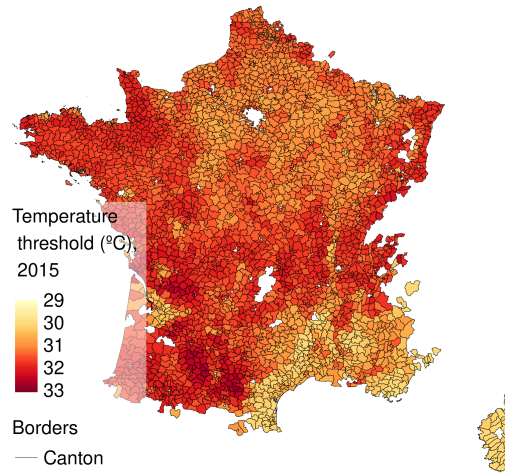 Temperature
threshold (ºC),
2015
29
30
31
32
33
Borders
Canton